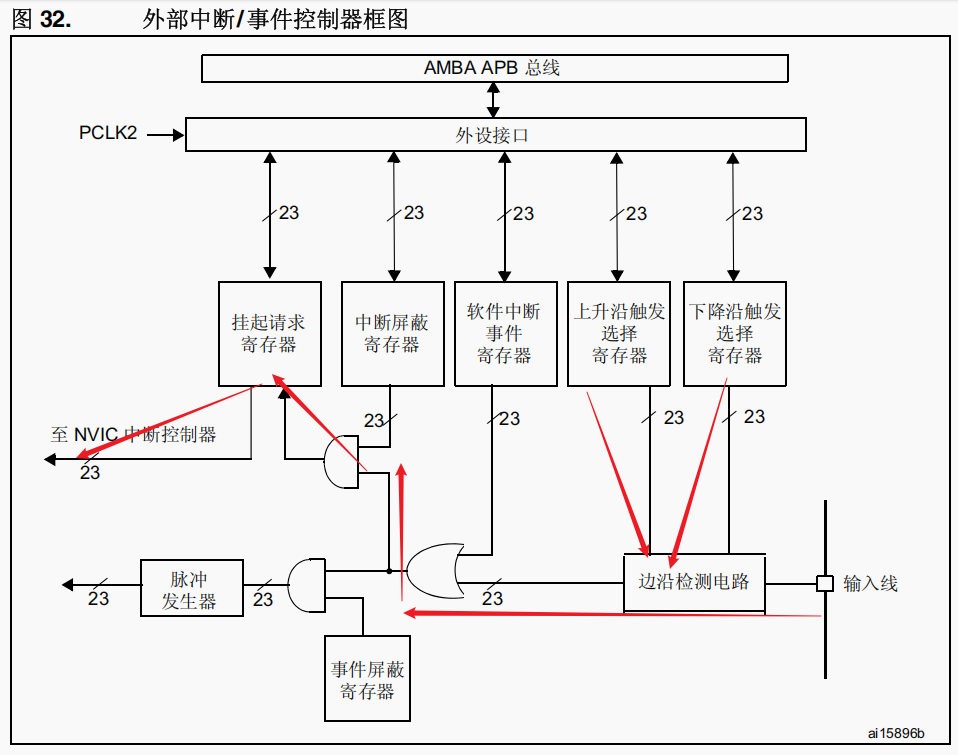 图 32. 外部中断/事件控制器框图
AMBA APB 总线
PCLK2
外设接口
23
23
23
23
23
挂起请求
寄存器
中断屏蔽
寄存器
软件中断
事件
寄存器
上升沿触发
选择
寄存器
下降沿触发
选择
寄存器
23
23
23
23
至 NVIC 中断控制器
23
脉冲
发生器
边沿检测电路
输入线
23
23
23
事件屏蔽
寄存器
ai15896b